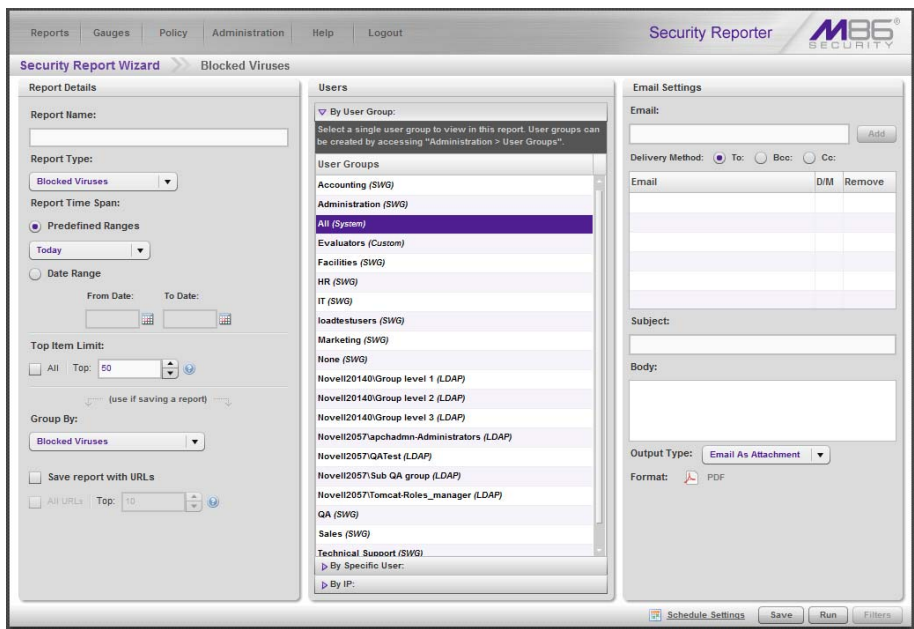 Reports Gauges Policy Administration Help Logout
Security Reporter
M86
SECURITY
Security Report Wizard Blocked Viruses
Report Details
Report Name:
Report Type:
Blocked Viruses
Report Time Span:
Predefined Ranges
Today
Date Range
From Date: To Date:
Top Item Limit:
All Top: 50
(use if saving a report)
Group By:
Blocked Viruses
Save report with URLs
All URLs Top: 10
Users
By User Group:
Select a single user group to view in this report. User groups can
be created by accessing "Administration > User Groups".
User Groups
Accounting (SWG)
Administration (SWG)
All (System)
Evaluators (Custom)
Facilities (SWG)
HR (SWG)
IT (SWG)
loadtestusers (SWG)
Marketing (SWG)
None (SWG)
Novell20140\Group level 1 (LDAP)
Novell20140\Group level 2 (LDAP)
Novell20140\Group level 3 (LDAP)
Novell2057\apchadmn-Administrators (LDAP)
Novell2057\QATest (LDAP)
Novell2057\Sub QA group (LDAP)
Novell2057\Tomcat-Roles_manager (LDAP)
QA (SWG)
Sales (SWG)
Technical Support (SWG)
By Specific User:
By IP:
Email Settings
Email:
Add
Delivery Method: To: Bcc: Cc:
Email D/M Remove
Subject:
Body:
Output Type: Email As Attachment
Format: PDF
Schedule Settings Save Run Filters